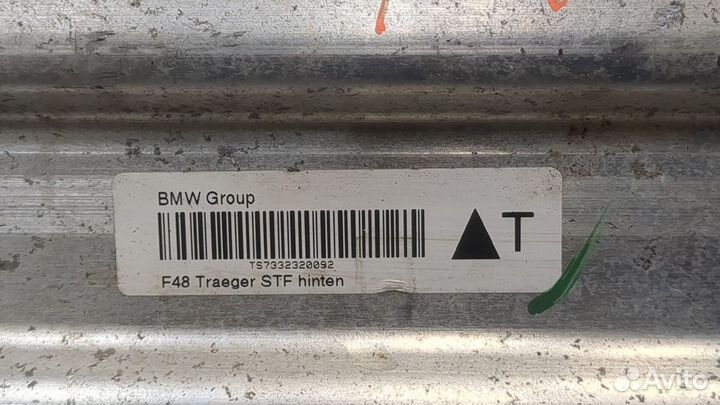 BMW Group
▲T
TS7332320092
F48 Traeger STF hinten
Avito